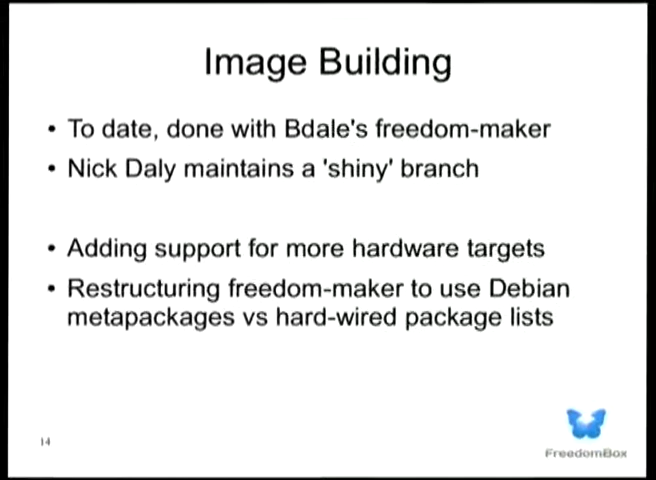 Image Building
• To date, done with Bdale's freedom-maker
• Nick Daly maintains a 'shiny' branch
• Adding support for more hardware targets
• Restructuring freedom-maker to use Debian
metapackages vs hard-wired package lists
14
FreedomBox